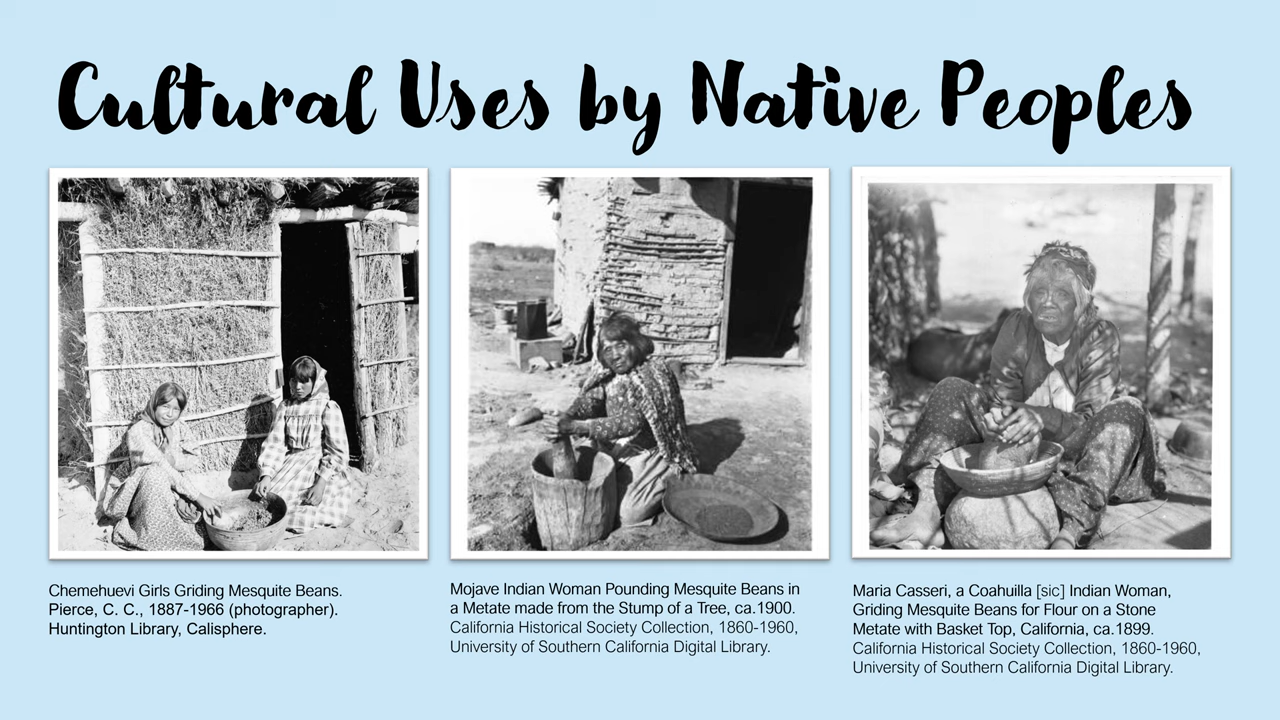 Cultural Uses by Native Peoples
Chemehuevi Girls Griding Mesquite Beans.
Pierce, C. C., 1887-1966 (photographer).
Huntington Library, Calisphere.
Mojave Indian Woman Pounding Mesquite Beans in
a Metate made from the Stump of a Tree, ca.1900.
California Historical Society Collection, 1860-1960,
University of Southern California Digital Library.
Maria Casseri, a Coahuilla [sic] Indian Woman,
Griding Mesquite Beans for Flour on a Stone
Metate with Basket Top, California, ca.1899.
California Historical Society Collection, 1860-1960,
University of Southern California Digital Library.